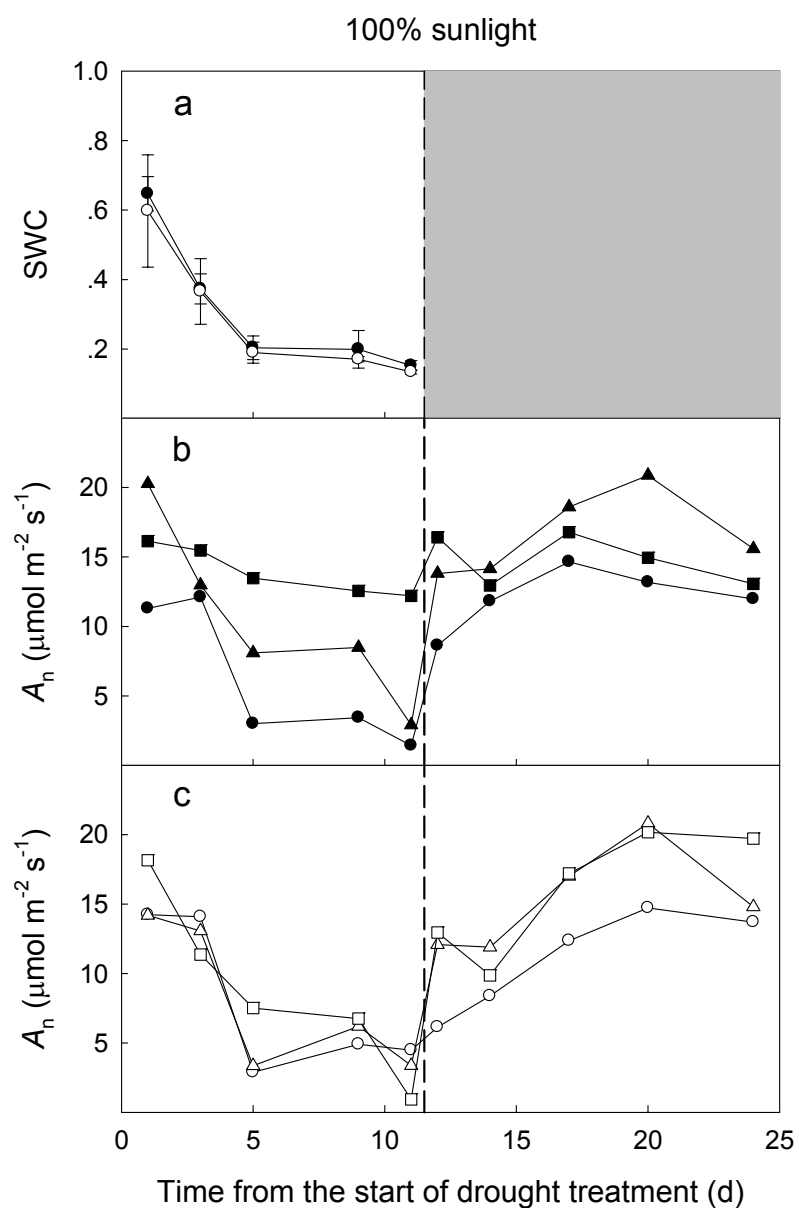 100% sunlight
1.0
a
.8
.6
SWC
.4
.2
b
20
15
Aₙ (µmol m⁻² s⁻¹)
10
5
c
20
15
Aₙ (µmol m⁻² s⁻¹)
10
5
0 5 10 15 20 25
Time from the start of drought treatment (d)